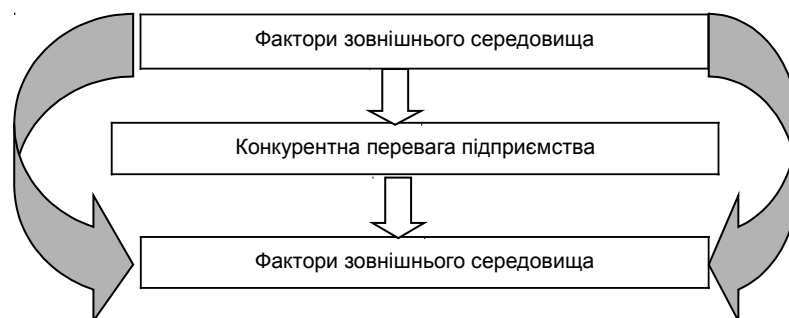 Фактори зовнішнього середовища
Конкурентна перевага підприємства
Фактори зовнішнього середовища